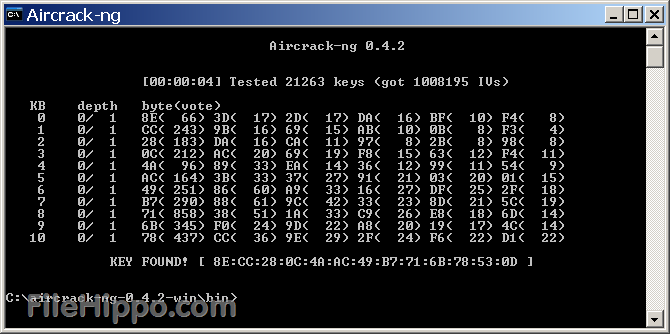 Aircrack-ng
Aircrack-ng 0.4.2
[00:00:04] Tested 21263 keys (got 1008195 IVs)
KB depth byte(vote)
0 0/ 1 8E( 66) 3D( 17) 2D( 17) DA( 16) BF( 10) F4( 8)
1 0/ 1 CC( 243) 9B( 16) 69( 15) AB( 10) 0B( 8) F3( 4)
2 0/ 1 28( 183) DA( 16) CA( 11) 97( 8) 2B( 8) 98( 8)
3 0/ 1 0C( 212) AC( 20) 69( 19) F8( 15) 63( 12) F4( 11)
4 0/ 1 4A( 96) 89( 33) EA( 14) 36( 12) 99( 11) 54( 9)
5 0/ 1 AC( 164) 3B( 33) 37( 27) 91( 21) 03( 20) 01( 15)
6 0/ 1 49( 251) 86( 60) A9( 33) 16( 27) DF( 25) 2F( 18)
7 0/ 1 B7( 290) 88( 61) 9C( 42) 33( 23) 8D( 21) 5C( 19)
8 0/ 1 71( 858) 38( 51) 1A( 33) C9( 26) E8( 18) 6D( 14)
9 0/ 1 6B( 345) F0( 24) 9D( 22) A8( 20) 19( 17) 4C( 14)
10 0/ 1 78( 437) CC( 36) 9E( 29) 2F( 24) F6( 22) D1( 22)
KEY FOUND! [ 8E:CC:28:0C:4A:AC:49:B7:71:6B:78:53:0D ]
C:\aircrack-ng-0.4.2-win\bin>
FileHippo.com